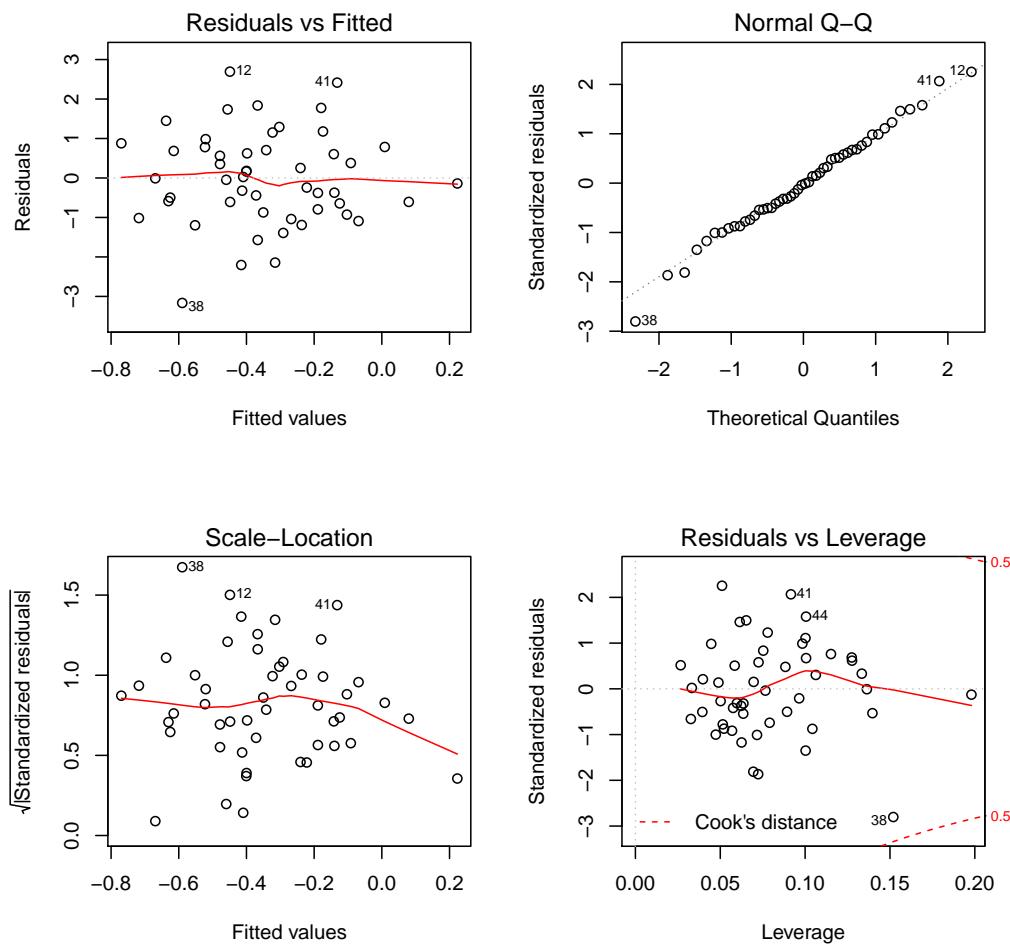 Residuals vs Fitted
Residuals
3
2
1
0
−1
−3
12
41
38
−0.8 −0.6 −0.4 −0.2 0.0 0.2
Fitted values
Normal Q−Q
Standardized residuals
2
1
0
−1
−2
−3
41
12
38
−2 −1 0 1 2
Theoretical Quantiles
Scale−Location
√|Standardized residuals|
1.5
1.0
0.5
0.0
38
12
41
−0.8 −0.6 −0.4 −0.2 0.0 0.2
Fitted values
Residuals vs Leverage
Standardized residuals
2
1
0
−1
−2
−3
0.5
41
44
38
Cook's distance
0.5
0.00 0.05 0.10 0.15 0.20
Leverage